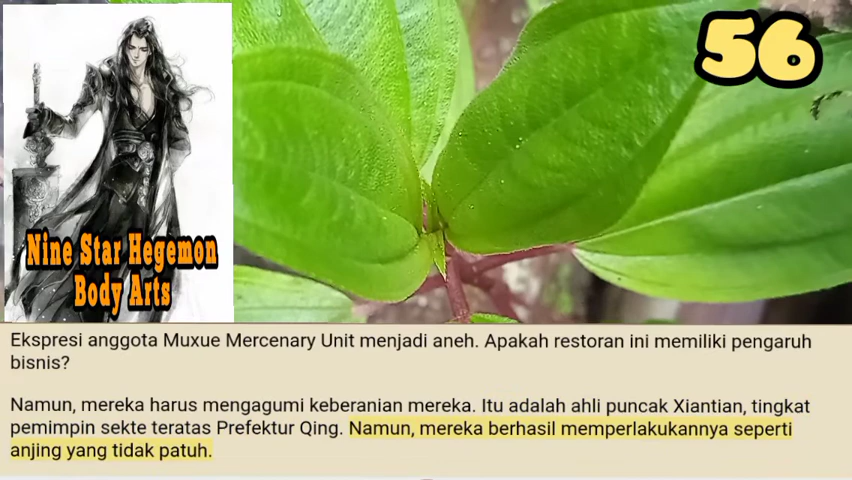 56
Nine Star Hegemon
Body Arts
Ekspresi anggota Muxue Mercenary Unit menjadi aneh. Apakah restoran ini memiliki pengaruh
bisnis?
Namun, mereka harus mengagumi keberanian mereka. Itu adalah ahli puncak Xiantian, tingkat
pemimpin sekte teratas Prefektur Qing. Namun, mereka berhasil memperlakukannya seperti
anjing yang tidak patuh.